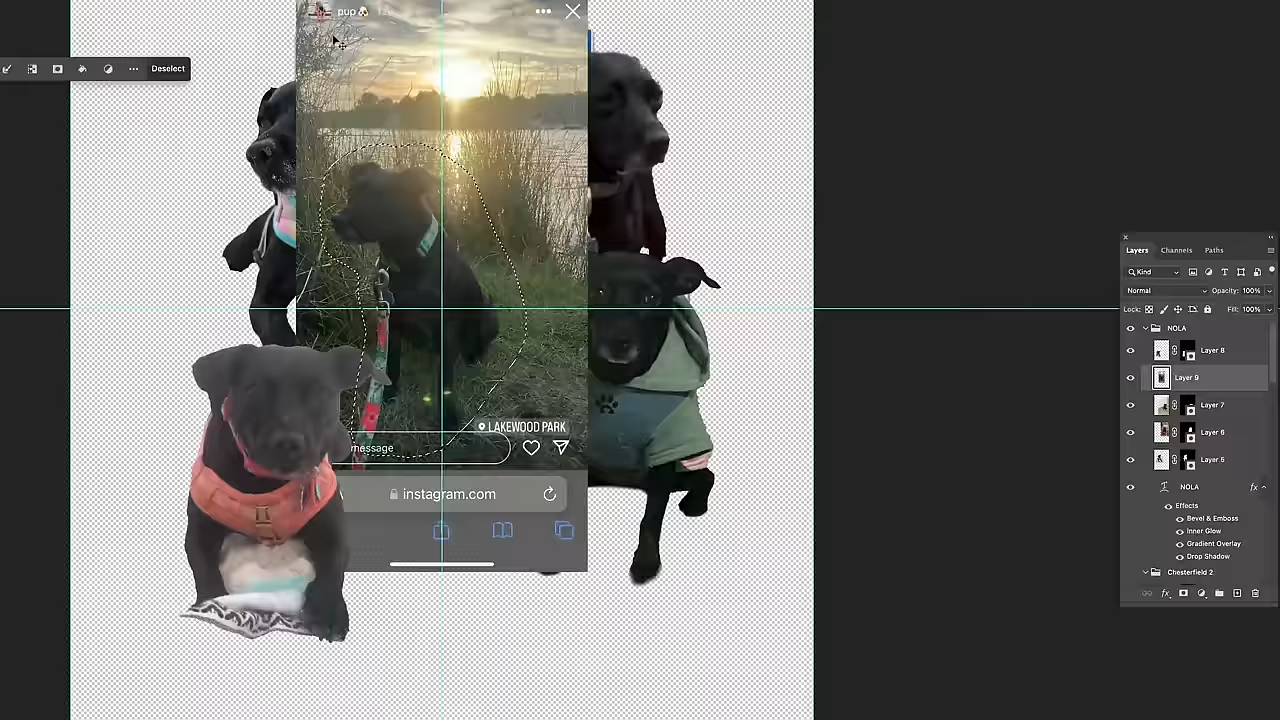 pup
Deselect
LAKEWOOD PARK
message
instagram.com
Layers Channels Paths
Kind
Normal Opacity: 100%
Lock: Fill: 100%
NOLA
Layer 8
Layer 9
Layer 7
Layer 6
Layer 5
NOLA fx
Effects
Bevel & Emboss
Inner Glow
Gradient Overlay
Drop Shadow
Chesterfield 2
fx